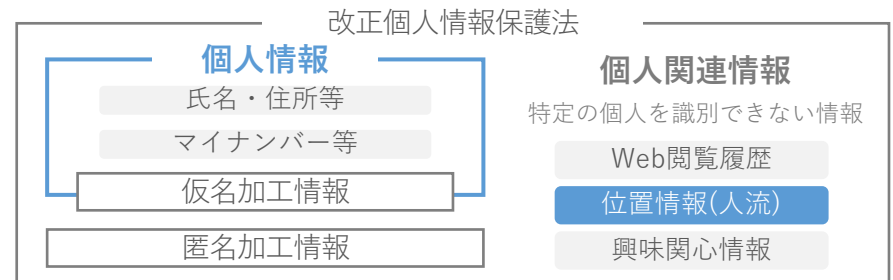 改正個人情報保護法
個人情報
氏名・住所等
マイナンバー等
仮名加工情報
匿名加工情報
個人関連情報
特定の個人を識別できない情報
Web閲覧履歴
位置情報(人流)
興味関心情報